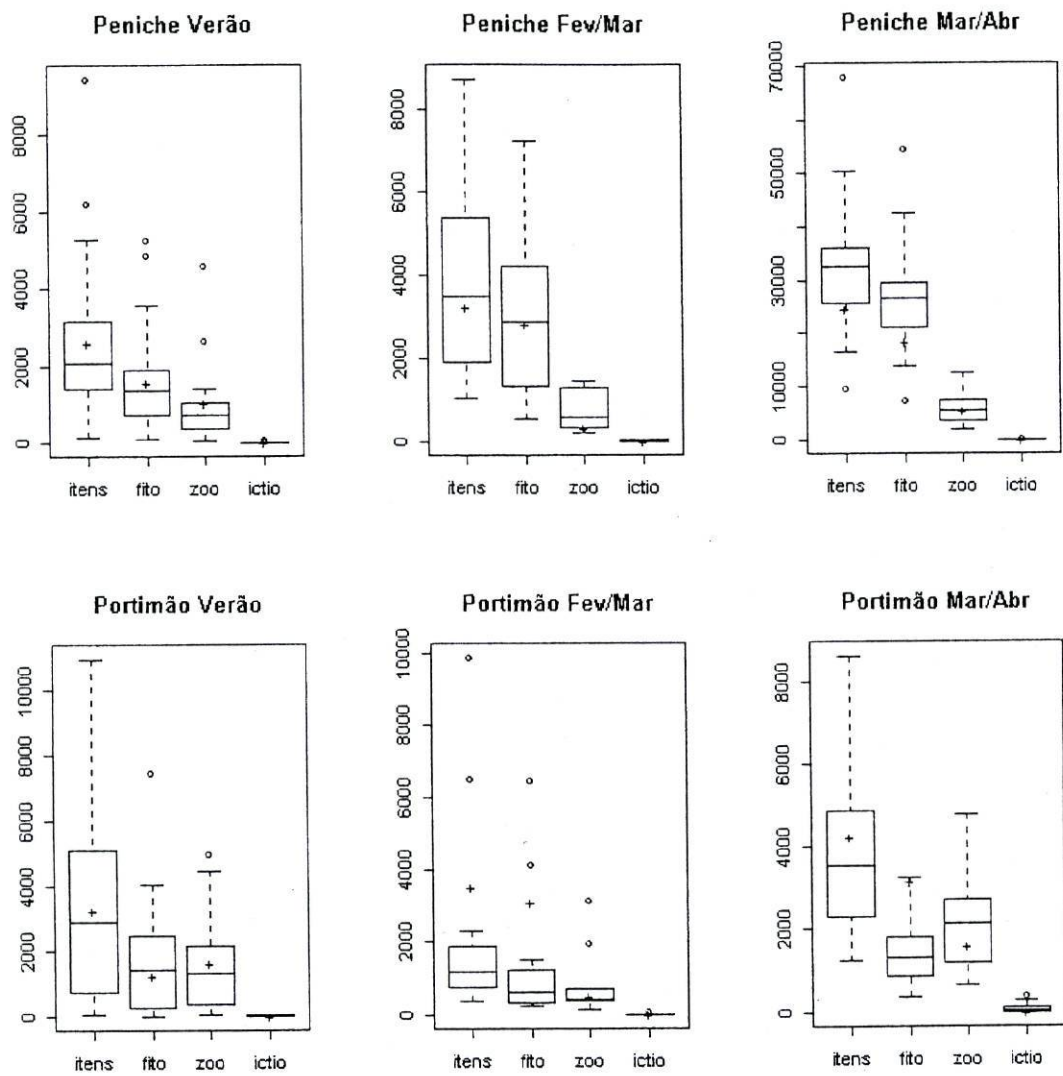 Peniche Verão
Peniche Fev/Mar
Peniche Mar/Abr
8000
6000
4000
2000
0
itens fito zoo ictio
8000
6000
4000
2000
0
itens fito zoo ictio
70000
50000
30000
10000
0
itens fito zoo ictio
Portimão Verão
Portimão Fev/Mar
Portimão Mar/Abr
10000
8000
6000
4000
2000
0
itens fito zoo ictio
10000
8000
6000
4000
2000
0
itens fito zoo ictio
8000
6000
4000
2000
0
itens fito zoo ictio